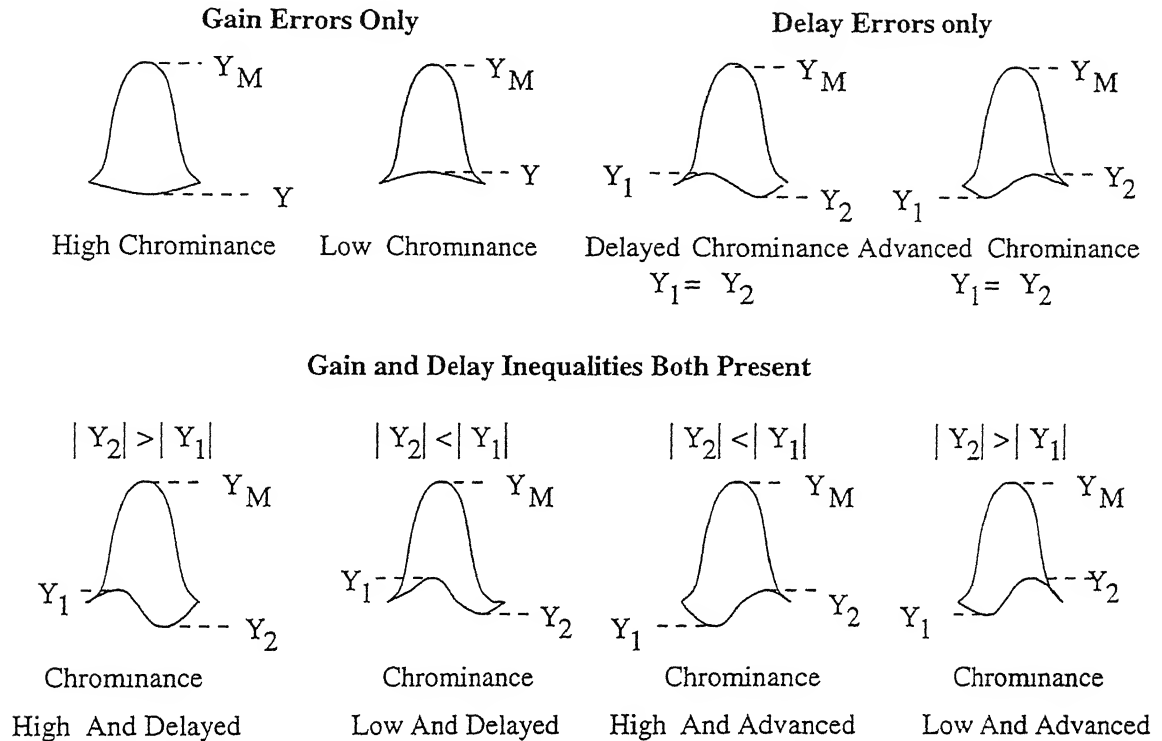 Gain Errors Only
Delay Errors only
Y_M
Y
High Chrominance
Y_M
Y
Low Chrominance
Y_M
Y_1
Y_2
Delayed Chrominance
Y_1 = Y_2
Y_M
Y_2
Y_1
Advanced Chrominance
Y_1 = Y_2
Gain and Delay Inequalities Both Present
|Y_2| > |Y_1|
Y_M
Y_1
Y_2
Chrominance
High And Delayed
|Y_2| < |Y_1|
Y_M
Y_1
Y_2
Chrominance
Low And Delayed
|Y_2| < |Y_1|
Y_M
Y_2
Y_1
Chrominance
High And Advanced
|Y_2| > |Y_1|
Y_M
Y_2
Y_1
Chrominance
Low And Advanced